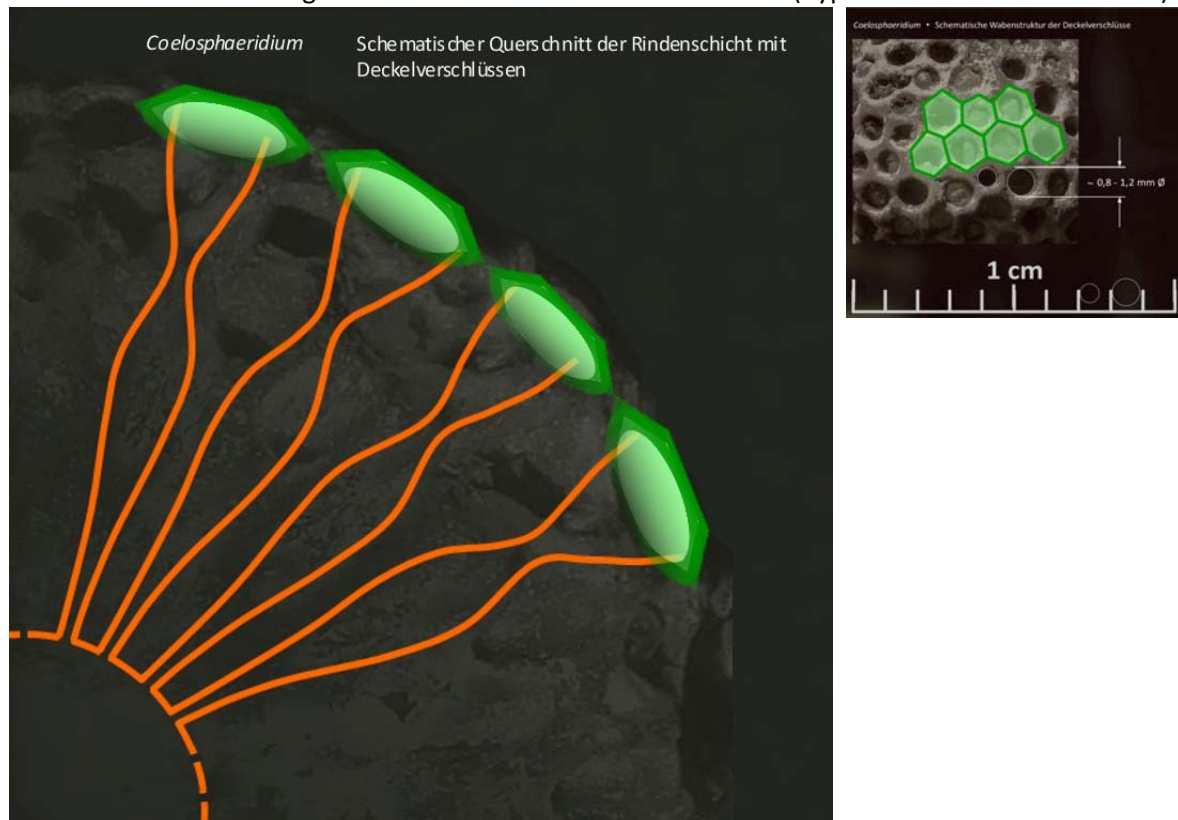 Coelosphaeridium
Schematischer Querschnitt der Rindenschicht mit
Deckelverschlüssen
Coelosphaeridium • Schematische Wabenstruktur der Deckelverschlüsse
~ 0,8 - 1,2 mm Ø
1 cm